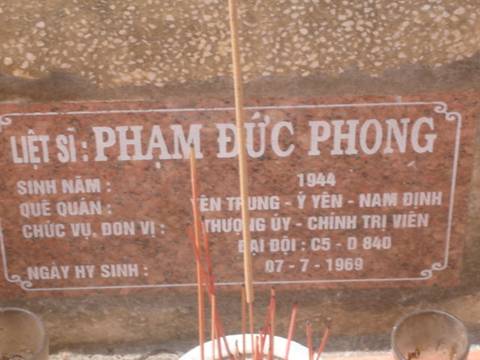 LIỆT SĨ : PHẠM ĐỨC PHONG
SINH NĂM : 1944
QUÊ QUÁN : YÊN TRUNG - Ý YÊN - NAM ĐỊNH
CHỨC VỤ, ĐƠN VỊ : THƯỢNG ÚY - CHÍNH TRỊ VIÊN
ĐẠI ĐỘI : C5 - D 840
NGÀY HY SINH : 07 - 7 - 1969